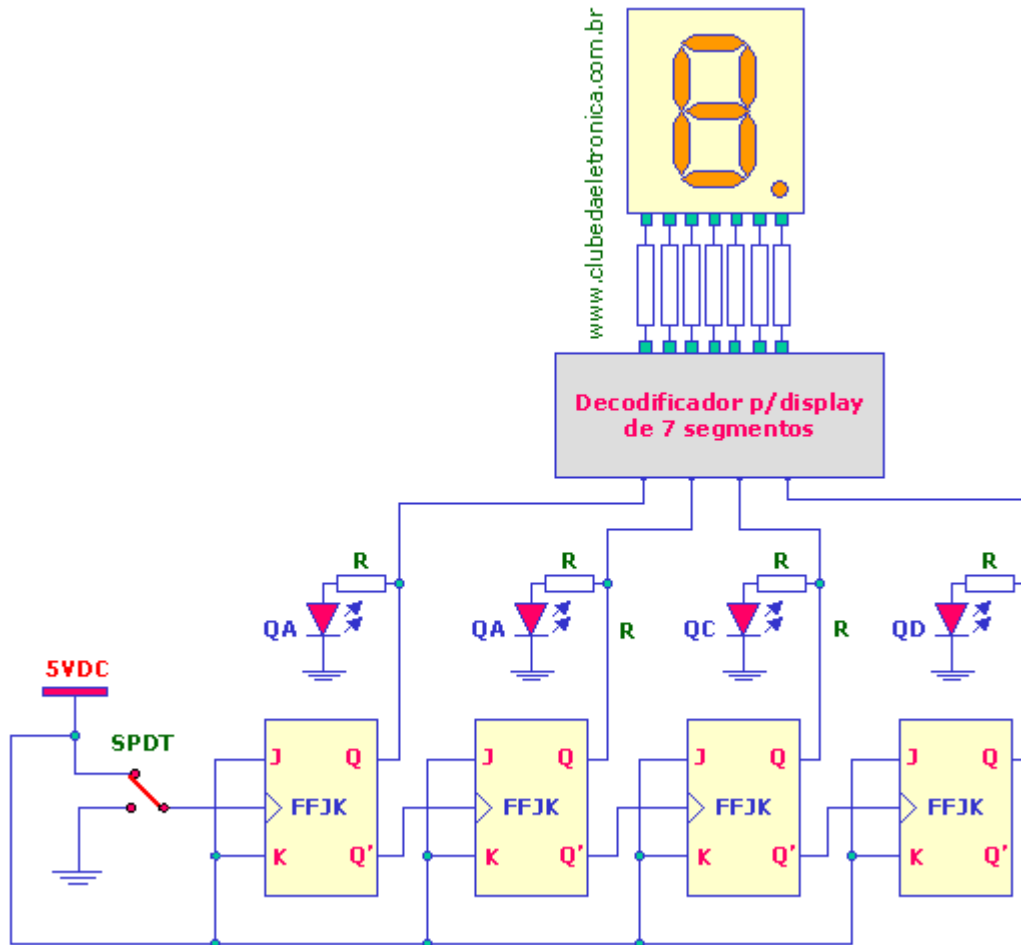 www.clubedaeletronica.com.br
Decodificador p/display
de 7 segmentos
R
R
R
R
QA
QA
R
QC
R
QD
5VDC
SPDT
J
Q
J
Q
J
Q
J
Q
FFJK
FFJK
FFJK
FFJK
K
Q'
K
Q'
K
Q'
K
Q'